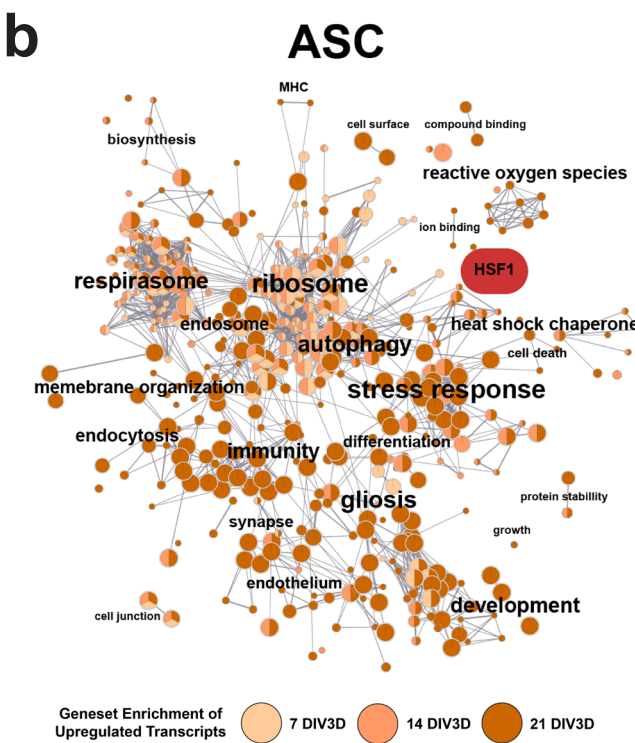 b
ASC
MHC
cell surface
compound binding
biosynthesis
reactive oxygen species
ion binding
HSF1
respirasome
ribosome
endosome
heat shock chaperone
autophagy
cell death
memebrane organization
stress response
endocytosis
differentiation
immunity
gliosis
protein stabillity
synapse
growth
endothelium
development
cell junction
Geneset Enrichment of
Upregulated Transcripts
7 DIV3D
14 DIV3D
21 DIV3D